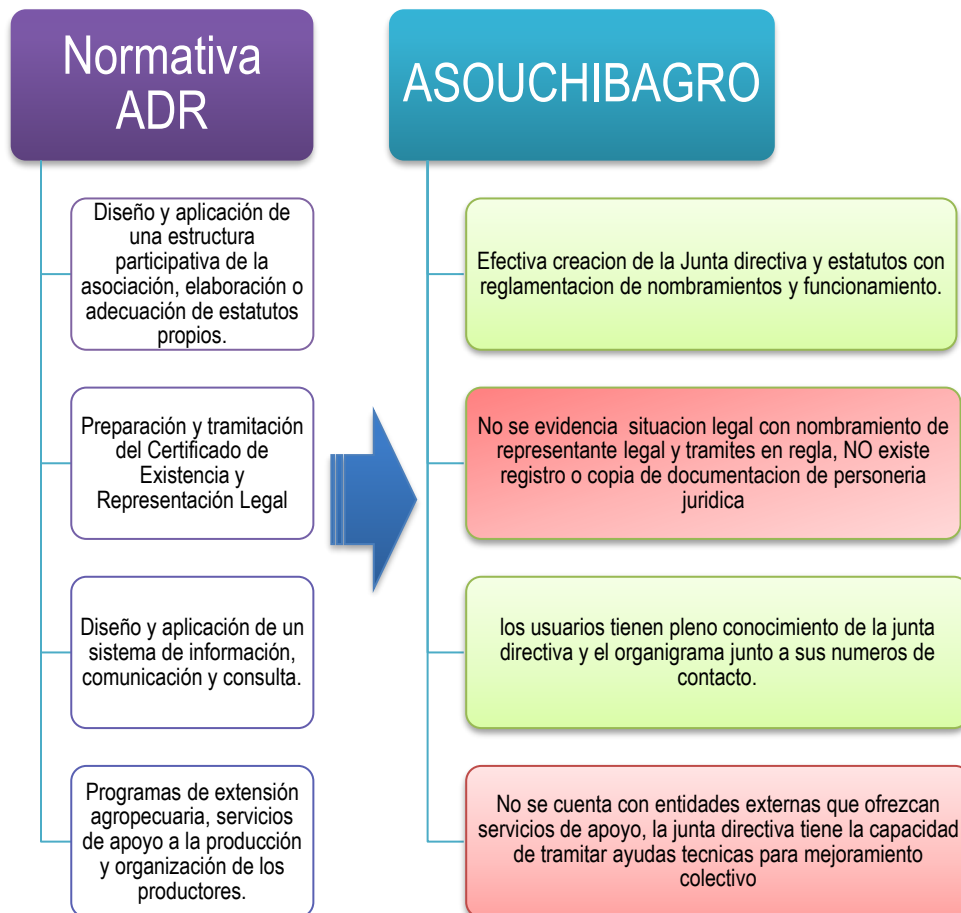 Normativa
ADR
Diseño y aplicación de
una estructura
participativa de la
asociación, elaboración o
adecuación de estatutos
propios.
Preparación y tramitación
del Certificado de
Existencia y
Representación Legal
Diseño y aplicación de un
sistema de información,
comunicación y consulta.
Programas de extensión
agropecuaria, servicios
de apoyo a la producción
y organización de los
productores.
ASOUCHIBAGRO
Efectiva creacion de la Junta directiva y estatutos con
reglamentacion de nombramientos y funcionamiento.
No se evidencia situacion legal con nombramiento de
representante legal y tramites en regla, NO existe
registro o copia de documentacion de personeria
juridica
los usuarios tienen pleno conocimiento de la junta
directiva y el organigrama junto a sus numeros de
contacto.
No se cuenta con entidades externas que ofrezcan
servicios de apoyo, la junta directiva tiene la capacidad
de tramitar ayudas tecnicas para mejoramiento
colectivo